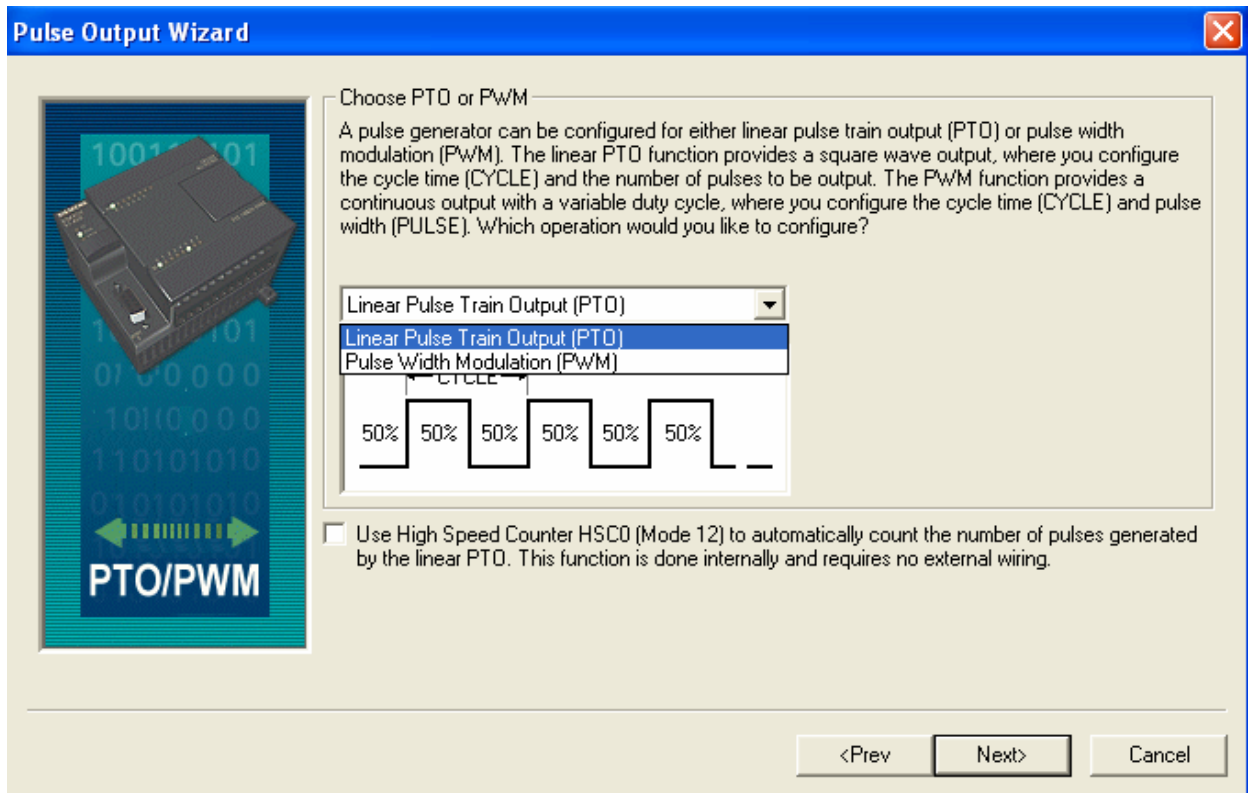 Pulse Output Wizard
Choose PTO or PWM
A pulse generator can be configured for either linear pulse train output (PTO) or pulse width
modulation (PWM). The linear PTO function provides a square wave output, where you configure
the cycle time (CYCLE) and the number of pulses to be output. The PWM function provides a
continuous output with a variable duty cycle, where you configure the cycle time (CYCLE) and pulse
width (PULSE). Which operation would you like to configure?
Linear Pulse Train Output (PTO)
Linear Pulse Train Output (PTO)
Pulse Width Modulation (PWM)
CYCLE
50% 50% 50% 50% 50% 50%
Use High Speed Counter HSC0 (Mode 12) to automatically count the number of pulses generated
by the linear PTO. This function is done internally and requires no external wiring.
SIEMENS
110101010
010101010
PTO/PWM
<Prev
Next>
Cancel